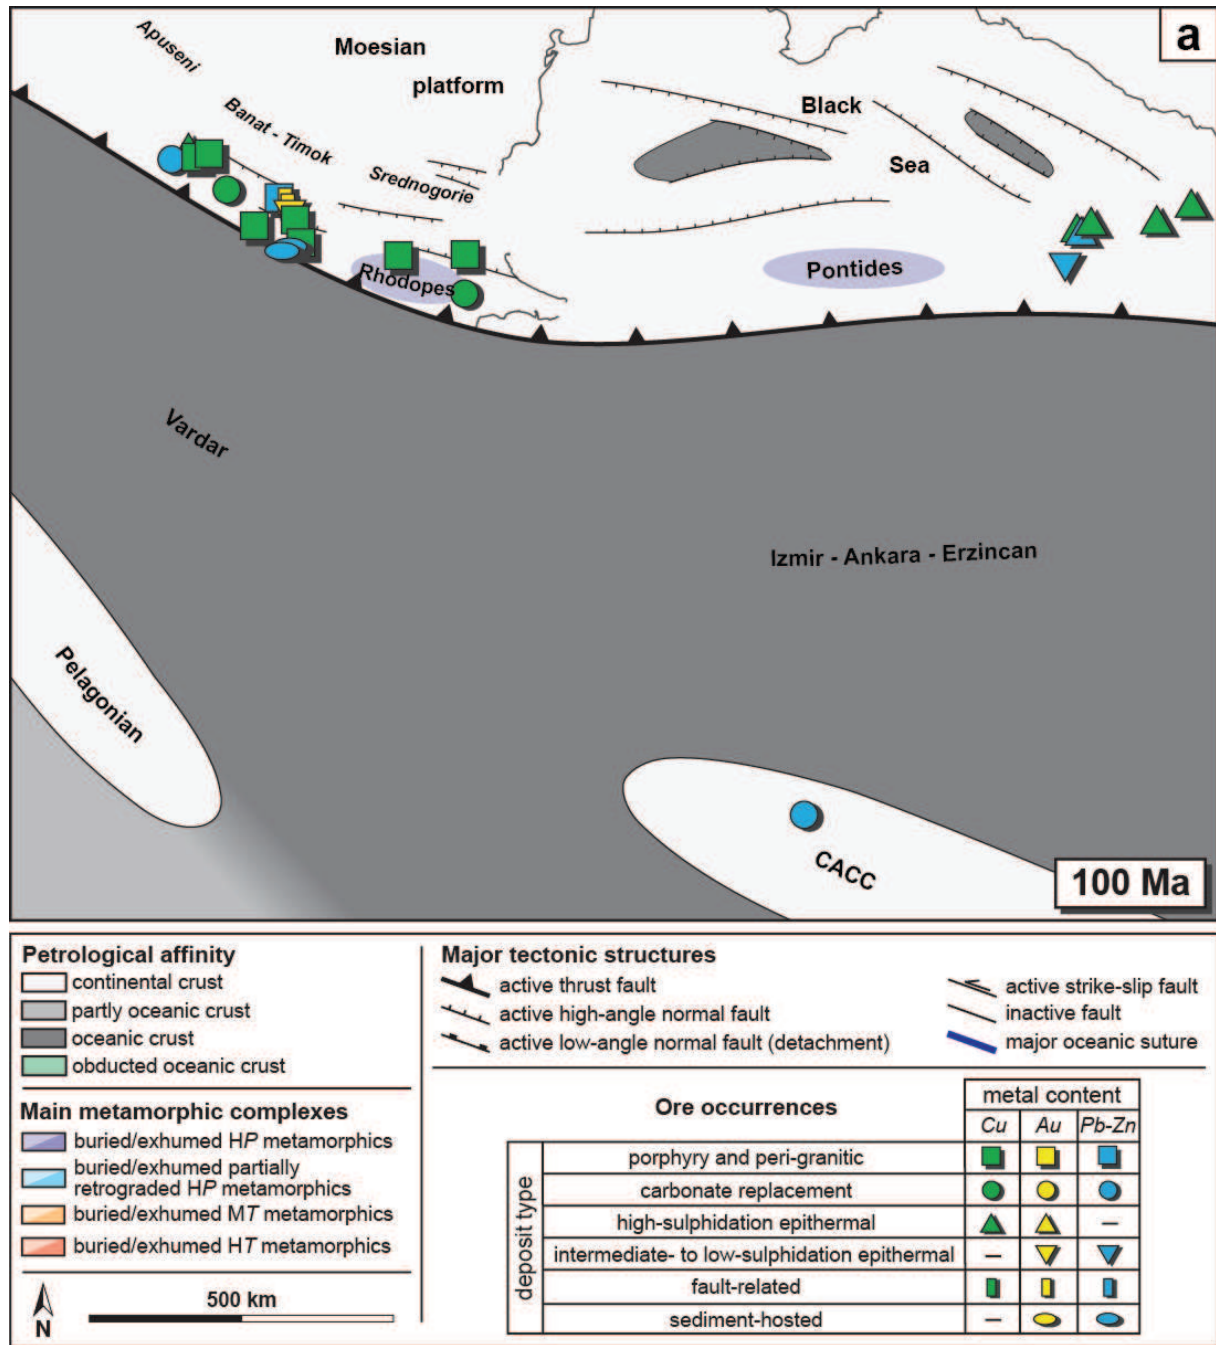 a
Apuseni
Moesian
platform
Banat - Timok
Srednogorie
Black
Sea
Rhodopes
Pontides
Vardar
Izmir - Ankara - Erzincan
Pelagonian
CACC
100 Ma
Petrological affinity
continental crust
partly oceanic crust
oceanic crust
obducted oceanic crust
Main metamorphic complexes
buried/exhumed HP metamorphics
buried/exhumed partially
retrograded HP metamorphics
buried/exhumed MT metamorphics
buried/exhumed HT metamorphics
N
500 km
Major tectonic structures
active thrust fault
active high-angle normal fault
active low-angle normal fault (detachment)
active strike-slip fault
inactive fault
major oceanic suture
Ore occurrences
metal content
Cu Au Pb-Zn
deposit type
porphyry and peri-granitic
carbonate replacement
high-sulphidation epithermal –
intermediate- to low-sulphidation epithermal –
fault-related
sediment-hosted –